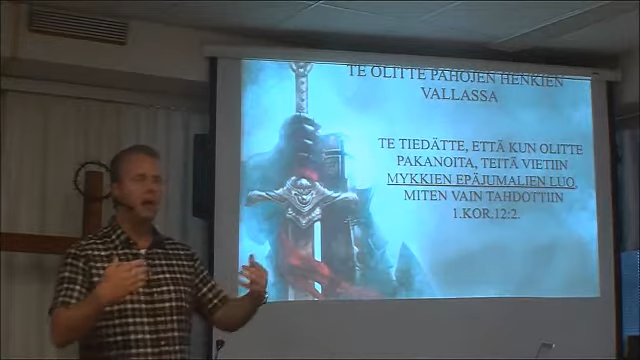 TE OLITTE PAHOJEN HENKIEN
VALLASSA
TE TIEDÄTTE, ETTÄ KUN OLITTE
PAKANOITA, TEITÄ VIETIIN
MYKKIEN EPÄJUMALIEN LUO,
MITEN VAIN TAHDOTTIIN
1.KOR.12:2.